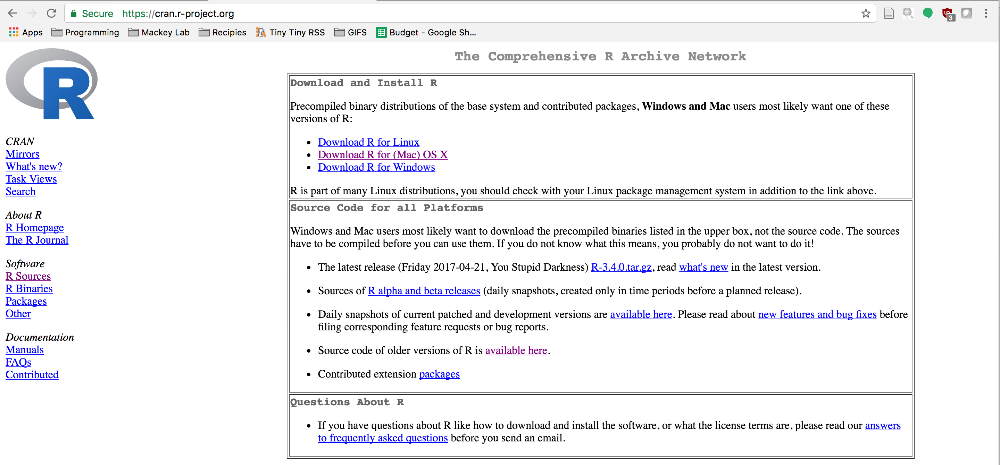 Secure https://cran.r-project.org
3
Apps Programming Mackey Lab Recipies Tiny Tiny RSS GIFS Budget - Google Sh...
R
CRAN
Mirrors
What's new?
Task Views
Search
About R
R Homepage
The R Journal
Software
R Sources
R Binaries
Packages
Other
Documentation
Manuals
FAQs
Contributed
The Comprehensive R Archive Network
Download and Install R
Precompiled binary distributions of the base system and contributed packages, Windows and Mac users most likely want one of these
versions of R:
• Download R for Linux
• Download R for (Mac) OS X
• Download R for Windows
R is part of many Linux distributions, you should check with your Linux package management system in addition to the link above.
Source Code for all Platforms
Windows and Mac users most likely want to download the precompiled binaries listed in the upper box, not the source code. The sources
have to be compiled before you can use them. If you do not know what this means, you probably do not want to do it!
• The latest release (Friday 2017-04-21, You Stupid Darkness) R-3.4.0.tar.gz, read what's new in the latest version.
• Sources of R alpha and beta releases (daily snapshots, created only in time periods before a planned release).
• Daily snapshots of current patched and development versions are available here. Please read about new features and bug fixes before
filing corresponding feature requests or bug reports.
• Source code of older versions of R is available here.
• Contributed extension packages
Questions About R
• If you have questions about R like how to download and install the software, or what the license terms are, please read our answers
to frequently asked questions before you send an email.